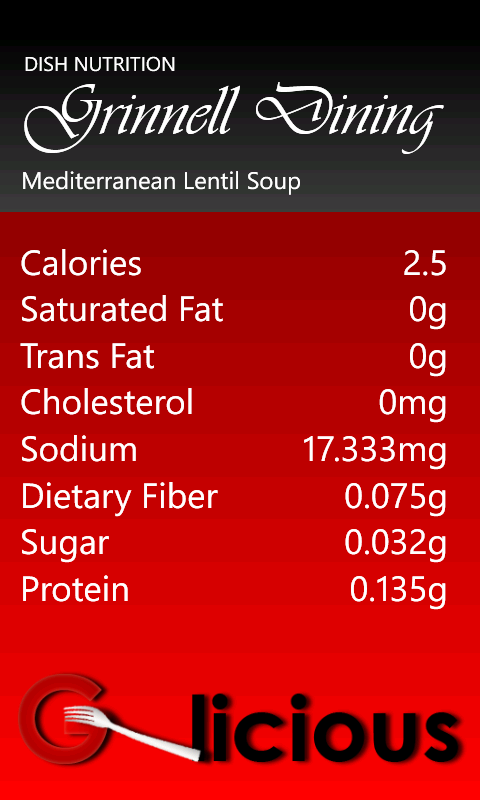 DISH NUTRITION
Grinnell Dining
Mediterranean Lentil Soup
Calories 2.5
Saturated Fat 0g
Trans Fat 0g
Cholesterol 0mg
Sodium 17.333mg
Dietary Fiber 0.075g
Sugar 0.032g
Protein 0.135g
G licious